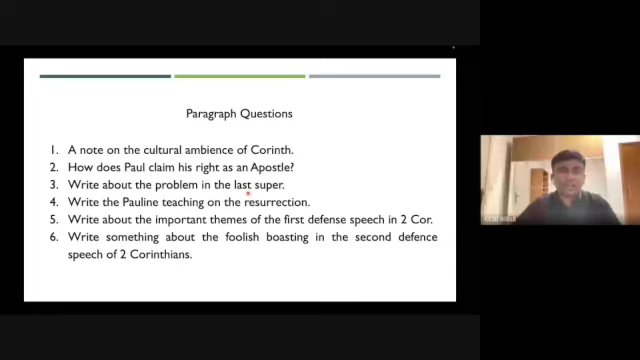 Paragraph Questions
1. A note on the cultural ambience of Corinth.
2. How does Paul claim his right as an Apostle?
3. Write about the problem in the last super.
4. Write the Pauline teaching on the resurrection.
5. Write about the important themes of the first defense speech in 2 Cor.
6. Write something about the foolish boasting in the second defence
speech of 2 Corinthians.
CCBI BIBLE